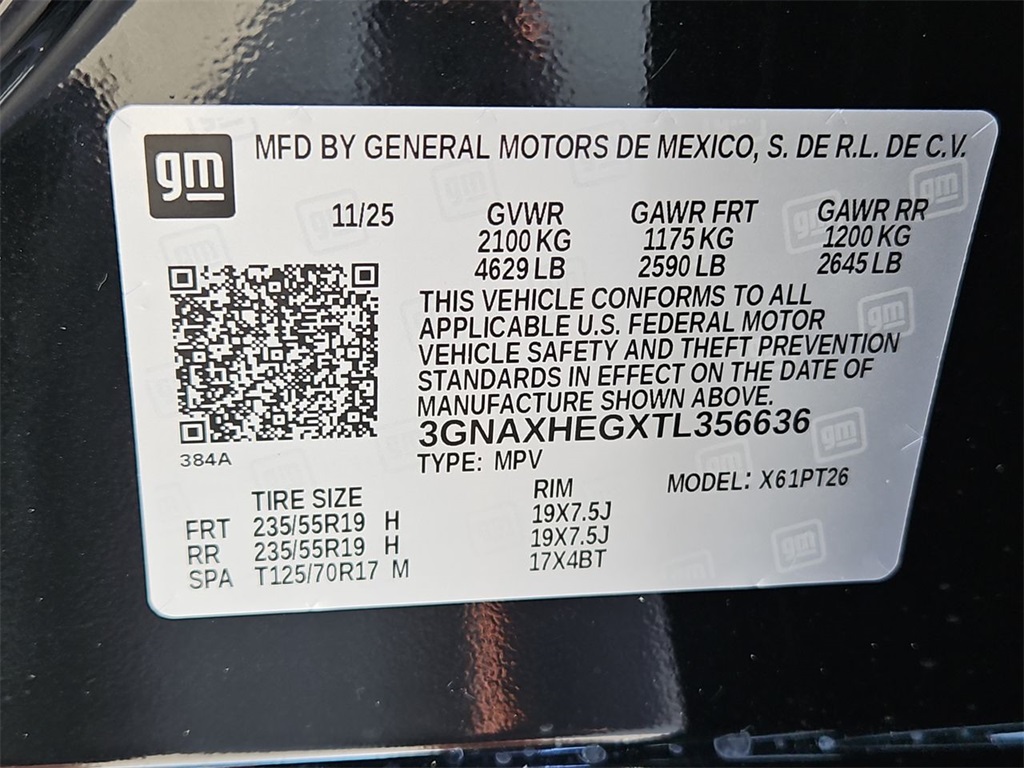 gm MFD BY GENERAL MOTORS DE MEXICO, S. DE R.L. DE C.V.
11/25 GVWR GAWR FRT GAWR RR
2100 KG 1175 KG 1200 KG
4629 LB 2590 LB 2645 LB
THIS VEHICLE CONFORMS TO ALL
APPLICABLE U.S. FEDERAL MOTOR
VEHICLE SAFETY AND THEFT PREVENTION
STANDARDS IN EFFECT ON THE DATE OF
MANUFACTURE SHOWN ABOVE.
3GNAXHEGXTL356636
384A
TYPE: MPV
MODEL: X61PT26
TIRE SIZE RIM
FRT 235/55R19 H 19X7.5J
RR 235/55R19 H 19X7.5J
SPA T125/70R17 M 17X4BT